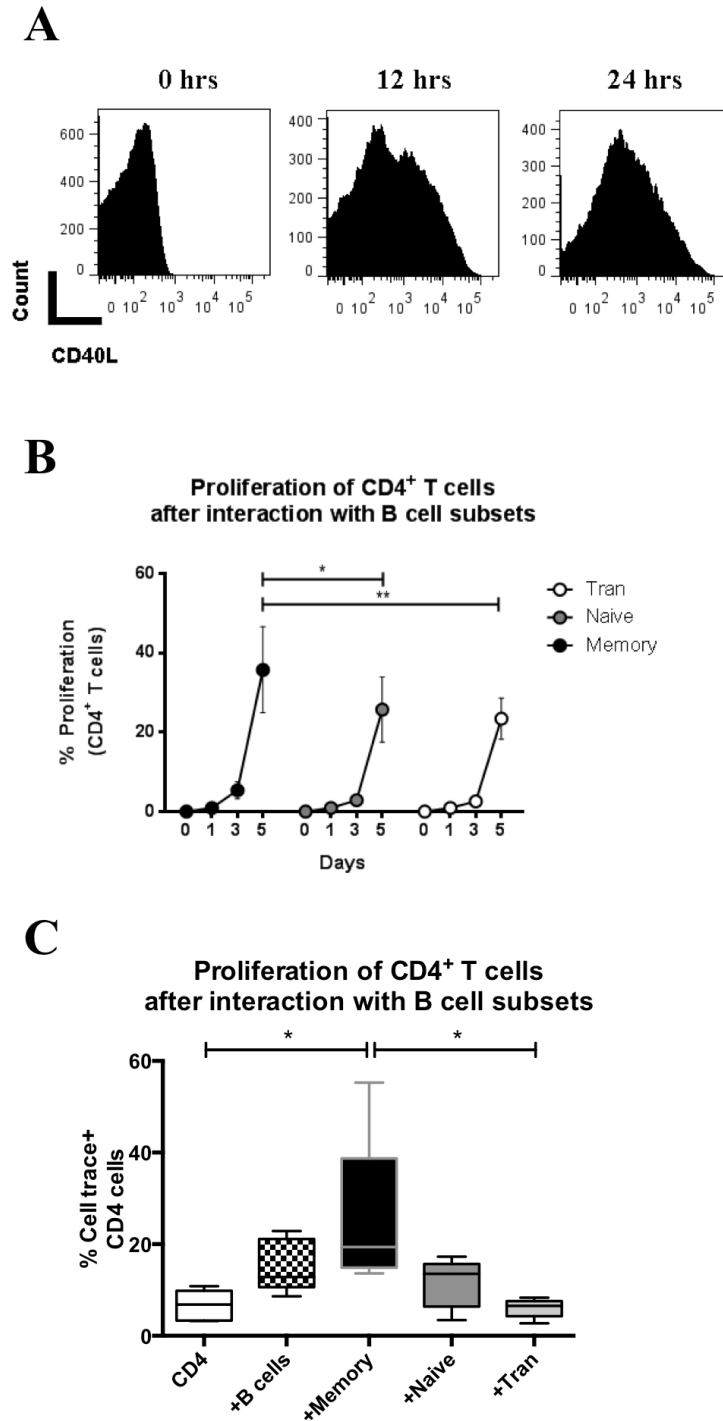 A
0 hrs
12 hrs
24 hrs
600
400
200
0
0 10² 10³ 10⁴ 10⁵
400
300
200
100
0
0 10² 10³ 10⁴ 10⁵
400
300
200
100
0
0 10² 10³ 10⁴ 10⁵
Count
CD40L
B
Proliferation of CD4⁺ T cells
after interaction with B cell subsets
60
40
20
0
% Proliferation
(CD4⁺ T cells)
*
**
Tran
Naive
Memory
0 1 3 5 0 1 3 5 0 1 3 5
Days
C
Proliferation of CD4⁺ T cells
after interaction with B cell subsets
* *
60
40
20
0
% Cell trace+
CD4 cells
CD4 +B cells +Memory +Naive +Tran